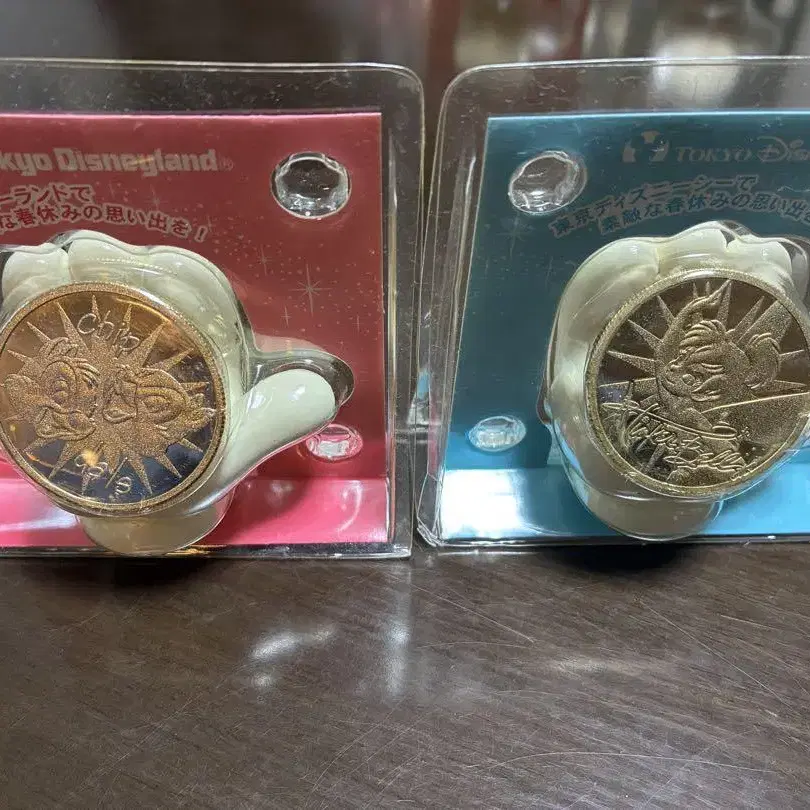 kyo Disneyland®
ーランドで
な春休みの思い出を！
Chip
Dale
TOKYO Disn
東京ディズニーシーで
素敵な春休みの思い出